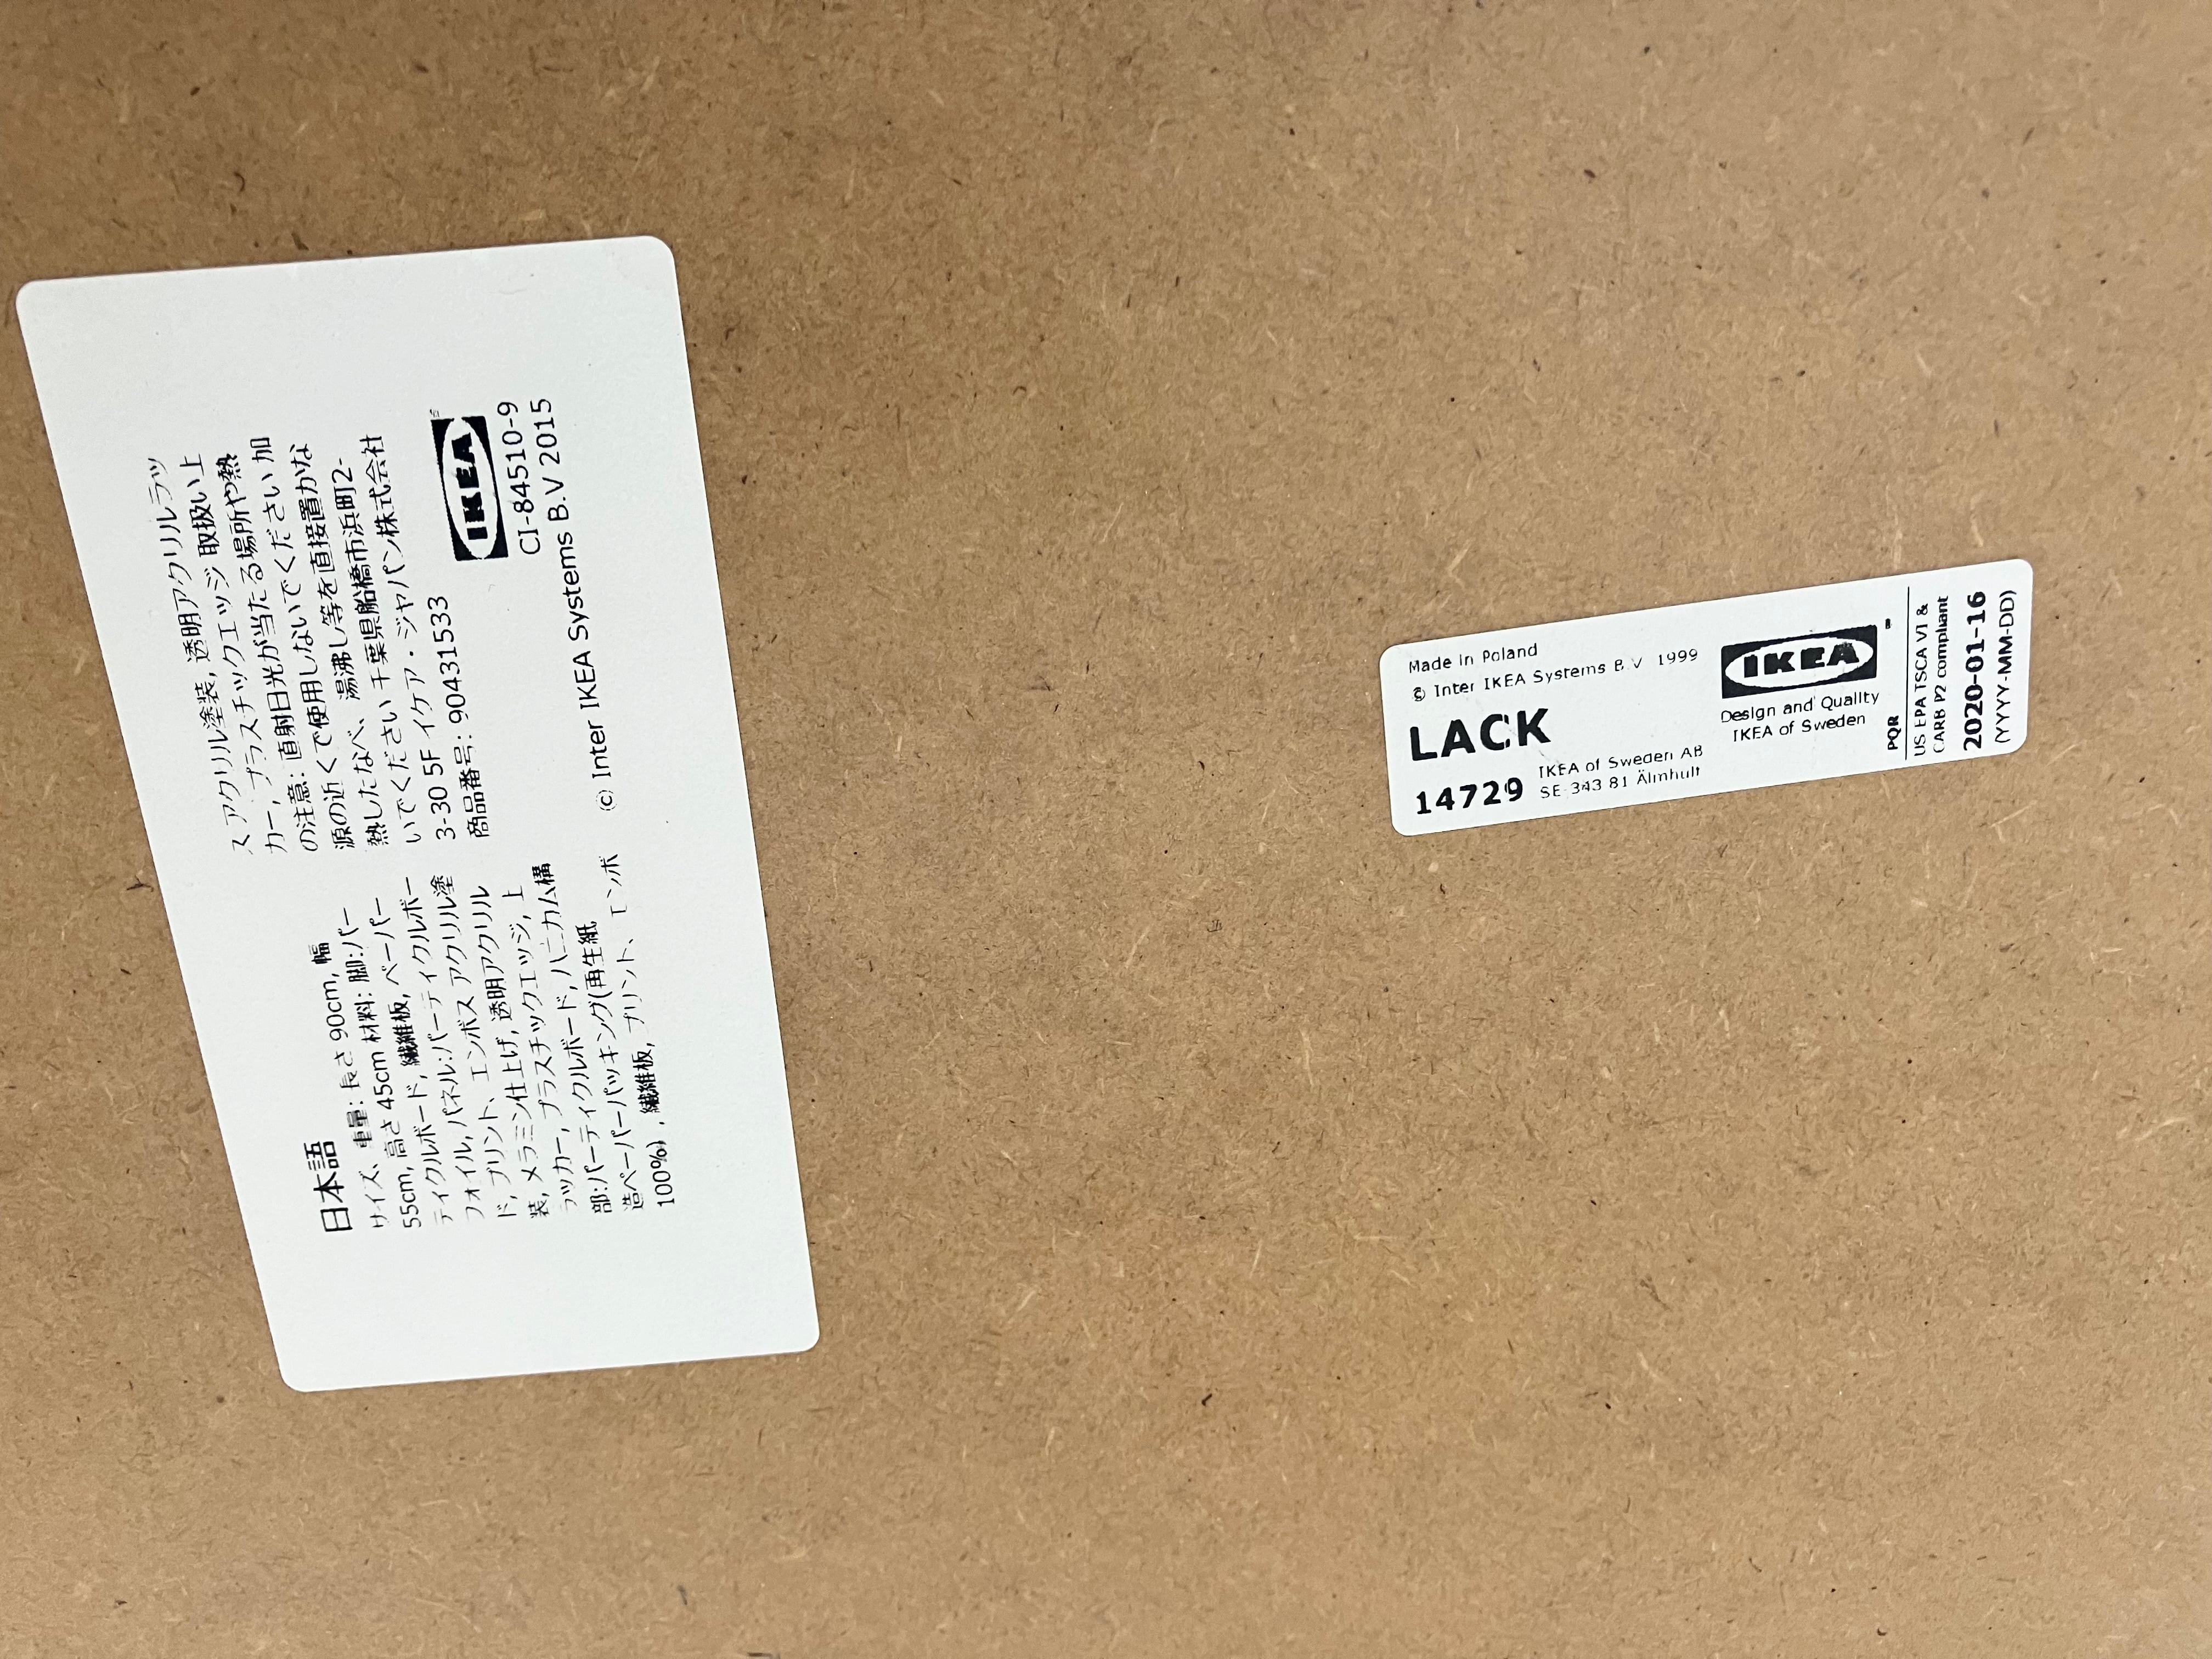 日本語
サイズ、重量: 長さ 90cm, 幅
55cm, 高さ 45cm 材料: 脚:パー
ティクルボード, 繊維板, ペーパー
フォイル, パネル:パーティクルボー
ド, プリント、エンボス アクリル塗
装, メラミン仕上げ, 透明アクリル
ラッカー, プラスチックエッジ, 上
部:パーティクルボード, ハニカム構
造ペーパーパッキング(再生紙
100%) , 繊維板, プリント、エンボ
ス アクリル塗装, 透明アクリルラッ
カー, プラスチックエッジ 取扱い上
の注意: 直射日光が当たる場所や熱
源の近くで使用しないでください 加
熱したなべ、湯沸し等を直接置かな
いでください 千葉県船橋市浜町2-
3-30 5F イケア・ジャパン株式会社
商品番号: 90431533
IKEA
CI-84510-9
© Inter IKEA Systems B.V 2015
Made in Poland
© Inter IKEA Systems B.V. 1999
LACK
14729
IKEA of Sweden AB
SE-343 81 Älmhult
IKEA
Design and Quality
IKEA of Sweden
PQR
US EPA TSCA VI &
CARB P2 compliant
2020-01-16
(YYYY-MM-DD)